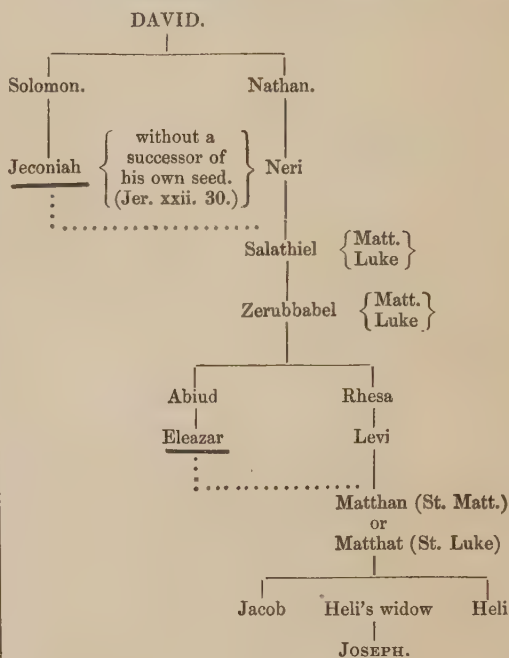 DAVID.
Solomon. Nathan.
without a
successor of
Jeconiah his own seed. Neri
(Jer. xxii. 30.)
Salathiel Matt.
Luke
Zerubbabel Matt.
Luke
Abiud Rhesa
Eleazar Levi
Matthan (St. Matt.)
or
Matthat (St. Luke)
Jacob Heli's widow Heli
JOSEPH.